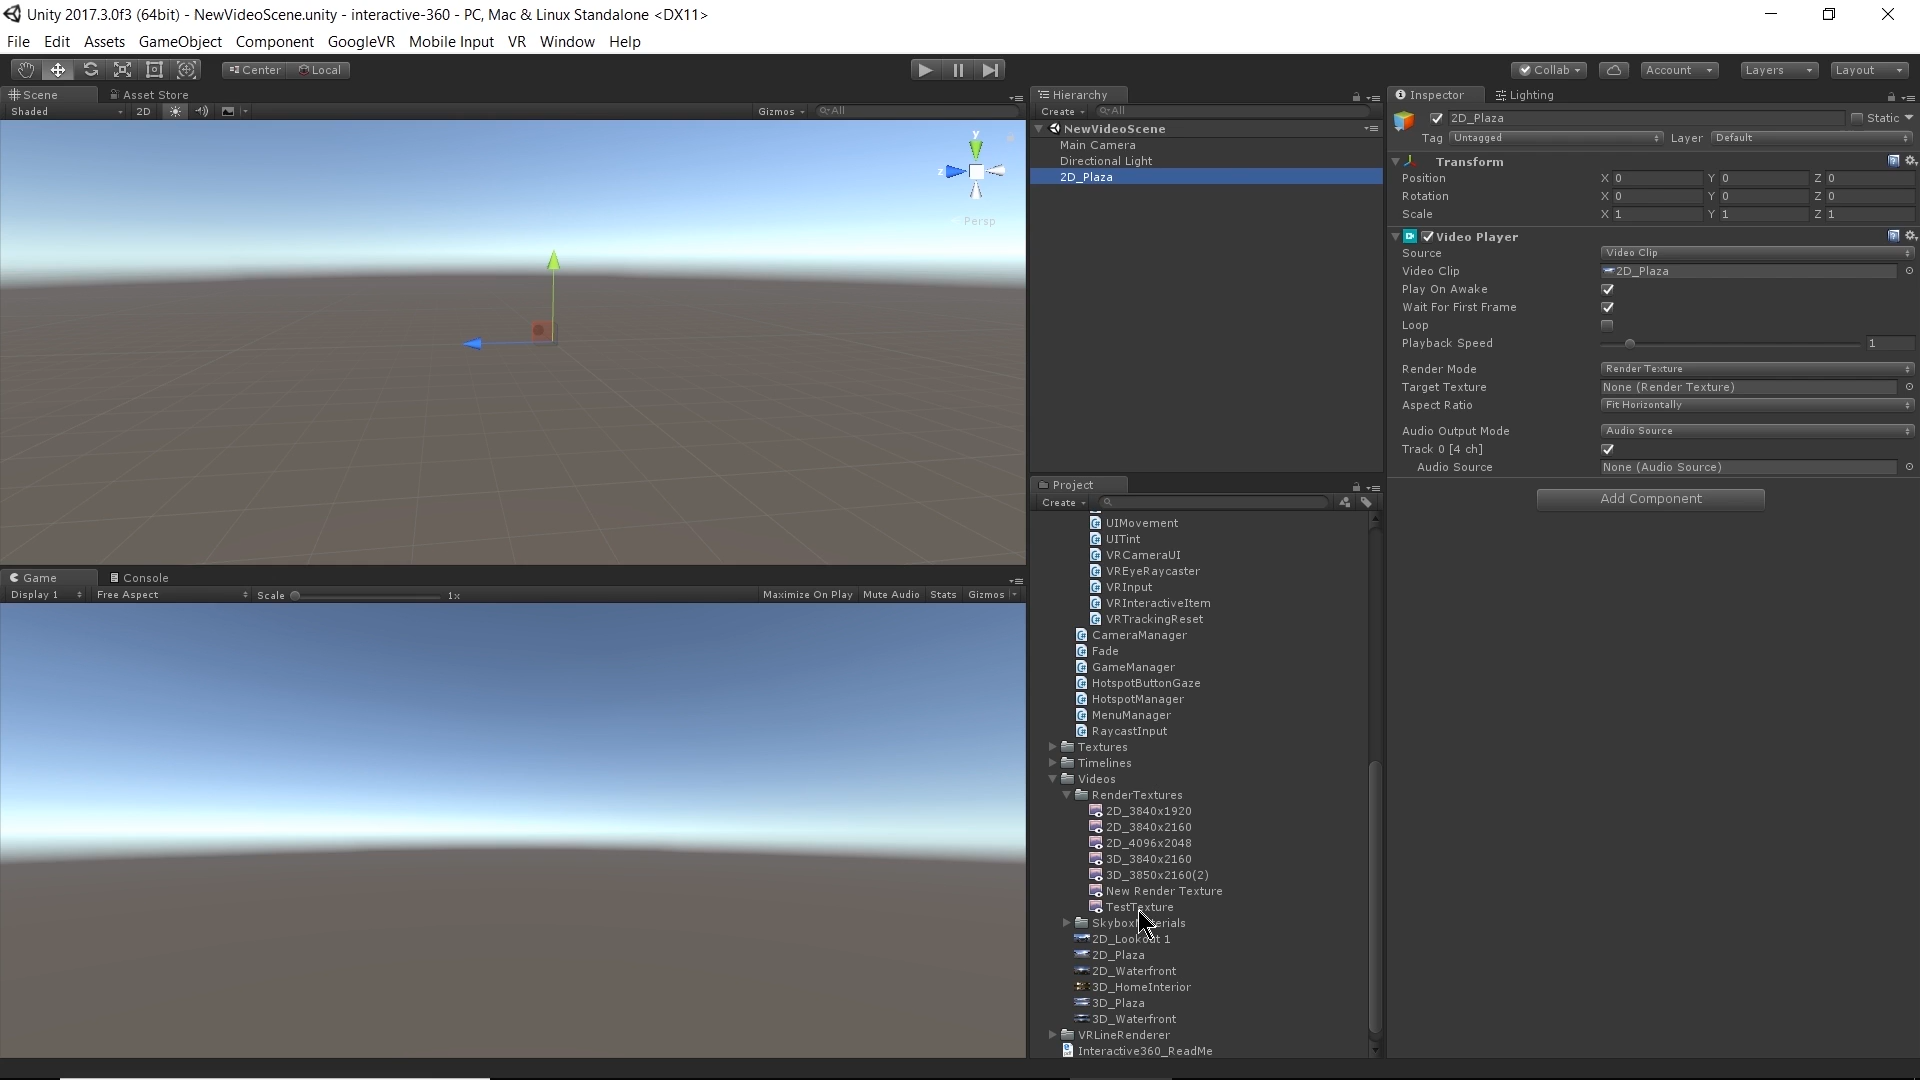 Unity 2017.3.0f3 (64bit) - NewVideoScene.unity - interactive-360 - PC, Mac & Linux Standalone <DX11>
File Edit Assets GameObject Component GoogleVR Mobile Input VR Window Help
Center Local Collab Account Layers Layout
Scene Asset Store
Shaded 2D Gizmos All
y
z
Persp
Game Console
Display 1 Free Aspect Scale 1x Maximize On Play Mute Audio Stats Gizmos
Hierarchy
Create All
NewVideoScene
Main Camera
Directional Light
2D_Plaza
Project
Create
UIMovement
UITint
VRCameraUI
VREyeRaycaster
VRInput
VRInteractiveItem
VRTrackingReset
CameraManager
Fade
GameManager
HotspotButtonGaze
HotspotManager
MenuManager
RaycastInput
Textures
Timelines
Videos
RenderTextures
2D_3840x1920
2D_3840x2160
2D_4096x2048
3D_3840x2160
3D_3850x2160(2)
New Render Texture
TestTexture
2D_Lookout 1
2D_Plaza
2D_Waterfront
3D_HomeInterior
3D_Plaza
3D_Waterfront
VRLineRenderer
Interactive360_ReadMe
Inspector Lighting
2D_Plaza Static
Tag Untagged Layer Default
Transform
Position X 0 Y 0 Z 0
Rotation X 0 Y 0 Z 0
Scale X 1 Y 1 Z 1
Video Player
Source Video Clip
Video Clip 2D_Plaza
Play On Awake
Wait For First Frame
Loop
Playback Speed 1
Render Mode Render Texture
Target Texture None (Render Texture)
Aspect Ratio Fit Horizontally
Audio Output Mode Audio Source
Track 0 [4 ch]
Audio Source None (Audio Source)
Add Component